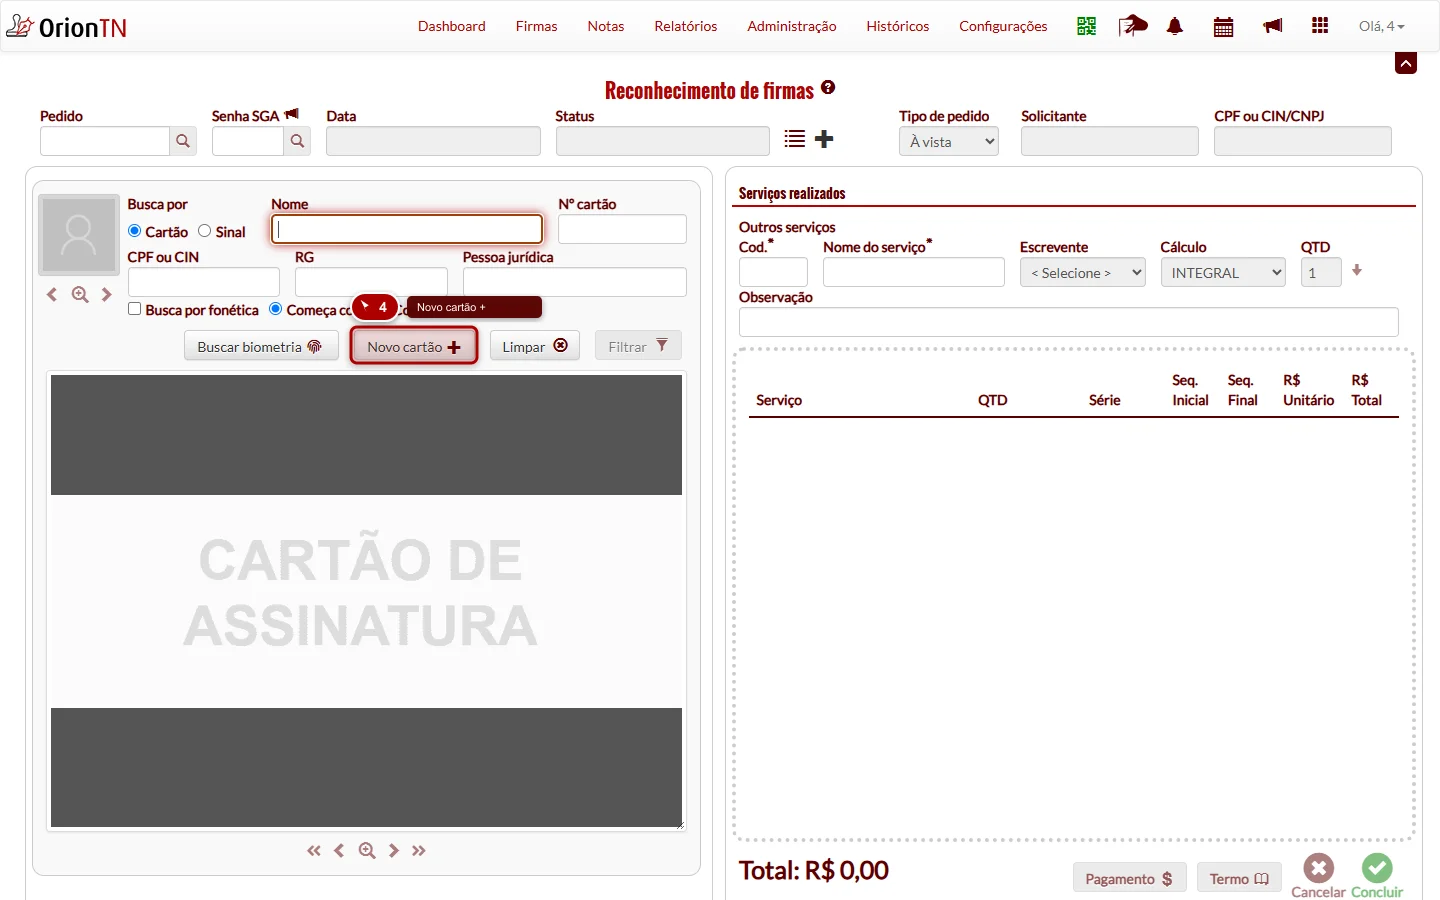 OrionTN
Dashboard Firmas Notas Relatórios Administração Históricos Configurações Olá, 4
Reconhecimento de firmas
Pedido Senha SGA Data Status Tipo de pedido Solicitante CPF ou CIN/CNPJ
À vista
Busca por Nome Nº cartão
Cartão Sinal
CPF ou CIN RG Pessoa jurídica
Busca por fonética Começa co
4 Novo cartão +
Buscar biometria Novo cartão Limpar Filtrar
CARTÃO DE
ASSINATURA
Serviços realizados
Outros serviços
Cod.* Nome do serviço* Escrevente Cálculo QTD
< Selecione > INTEGRAL 1
Observação
Serviço QTD Série Seq. Inicial Seq. Final R$ Unitário R$ Total
Total: R$ 0,00
Pagamento $ Termo Cancelar Concluir